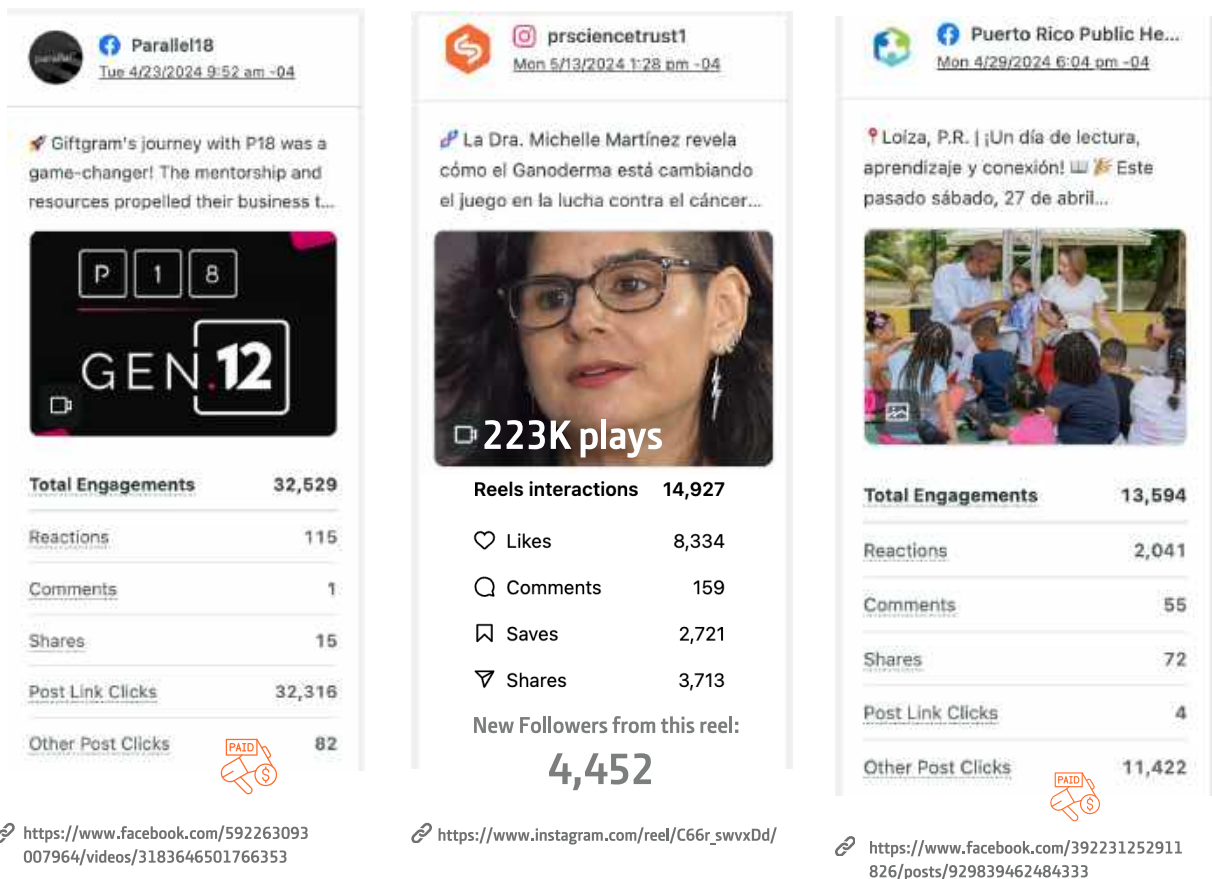 Parallel18
Tue 4/23/2024 9:52 am -04
🚀 Giftgram's journey with P18 was a
game-changer! The mentorship and
resources propelled their business t...
P 1 8
GEN.12
Total Engagements 32,529
Reactions 115
Comments 1
Shares 15
Post Link Clicks 32,316
Other Post Clicks 82
PAID
https://www.facebook.com/592263093
007964/videos/3183646501766353
prsciencetrust1
Mon 5/13/2024 1:28 pm -04
🧬 La Dra. Michelle Martínez revela
cómo el Ganoderma está cambiando
el juego en la lucha contra el cáncer...
223K plays
Reels interactions 14,927
Likes 8,334
Comments 159
Saves 2,721
Shares 3,713
New Followers from this reel:
4,452
https://www.instagram.com/reel/C66r_swvxDd/
Puerto Rico Public He...
Mon 4/29/2024 6:04 pm -04
📍Loíza, P.R. | ¡Un día de lectura,
aprendizaje y conexión! 📖 🎉 Este
pasado sábado, 27 de abril...
Total Engagements 13,594
Reactions 2,041
Comments 55
Shares 72
Post Link Clicks 4
Other Post Clicks 11,422
PAID
https://www.facebook.com/392231252911
826/posts/929839462484333